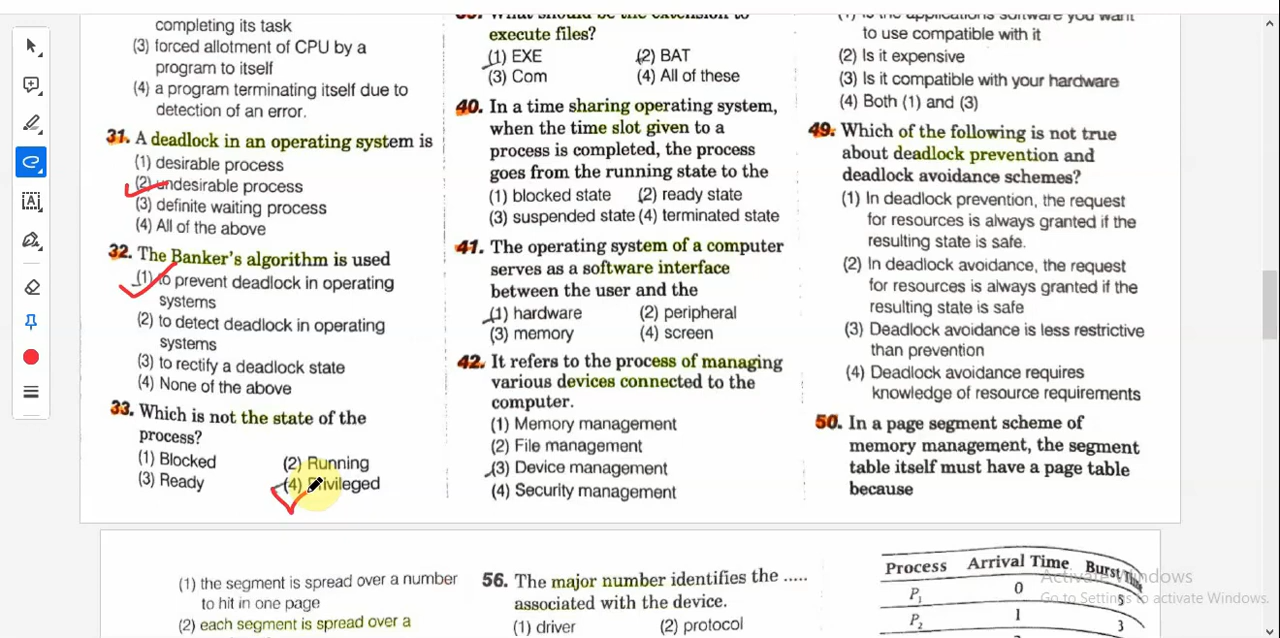 completing its task
(3) forced allotment of CPU by a
program to itself
(4) a program terminating itself due to
detection of an error.
31. A deadlock in an operating system is
(1) desirable process
(2) undesirable process
(3) definite waiting process
(4) All of the above
32. The Banker's algorithm is used
(1) to prevent deadlock in operating
systems
(2) to detect deadlock in operating
systems
(3) to rectify a deadlock state
(4) None of the above
33. Which is not the state of the
process?
(1) Blocked (2) Running
(3) Ready (4) Privileged
What should be the extension to
execute files?
(1) EXE (2) BAT
(3) Com (4) All of these
40. In a time sharing operating system,
when the time slot given to a
process is completed, the process
goes from the running state to the
(1) blocked state (2) ready state
(3) suspended state (4) terminated state
41. The operating system of a computer
serves as a software interface
between the user and the
(1) hardware (2) peripheral
(3) memory (4) screen
42. It refers to the process of managing
various devices connected to the
computer.
(1) Memory management
(2) File management
(3) Device management
(4) Security management
(1) Is the applications software you want
to use compatible with it
(2) Is it expensive
(3) Is it compatible with your hardware
(4) Both (1) and (3)
49. Which of the following is not true
about deadlock prevention and
deadlock avoidance schemes?
(1) In deadlock prevention, the request
for resources is always granted if the
resulting state is safe.
(2) In deadlock avoidance, the request
for resources is always granted if the
resulting state is safe
(3) Deadlock avoidance is less restrictive
than prevention
(4) Deadlock avoidance requires
knowledge of resource requirements
50. In a page segment scheme of
memory management, the segment
table itself must have a page table
because
(1) the segment is spread over a number
to hit in one page
(2) each segment is spread over a
56. The major number identifies the .....
associated with the device.
(1) driver (2) protocol
Process Arrival Time Burst Time
P1 0 5
P2 1 3
Activate Windows
Go to Settings to activate Windows.